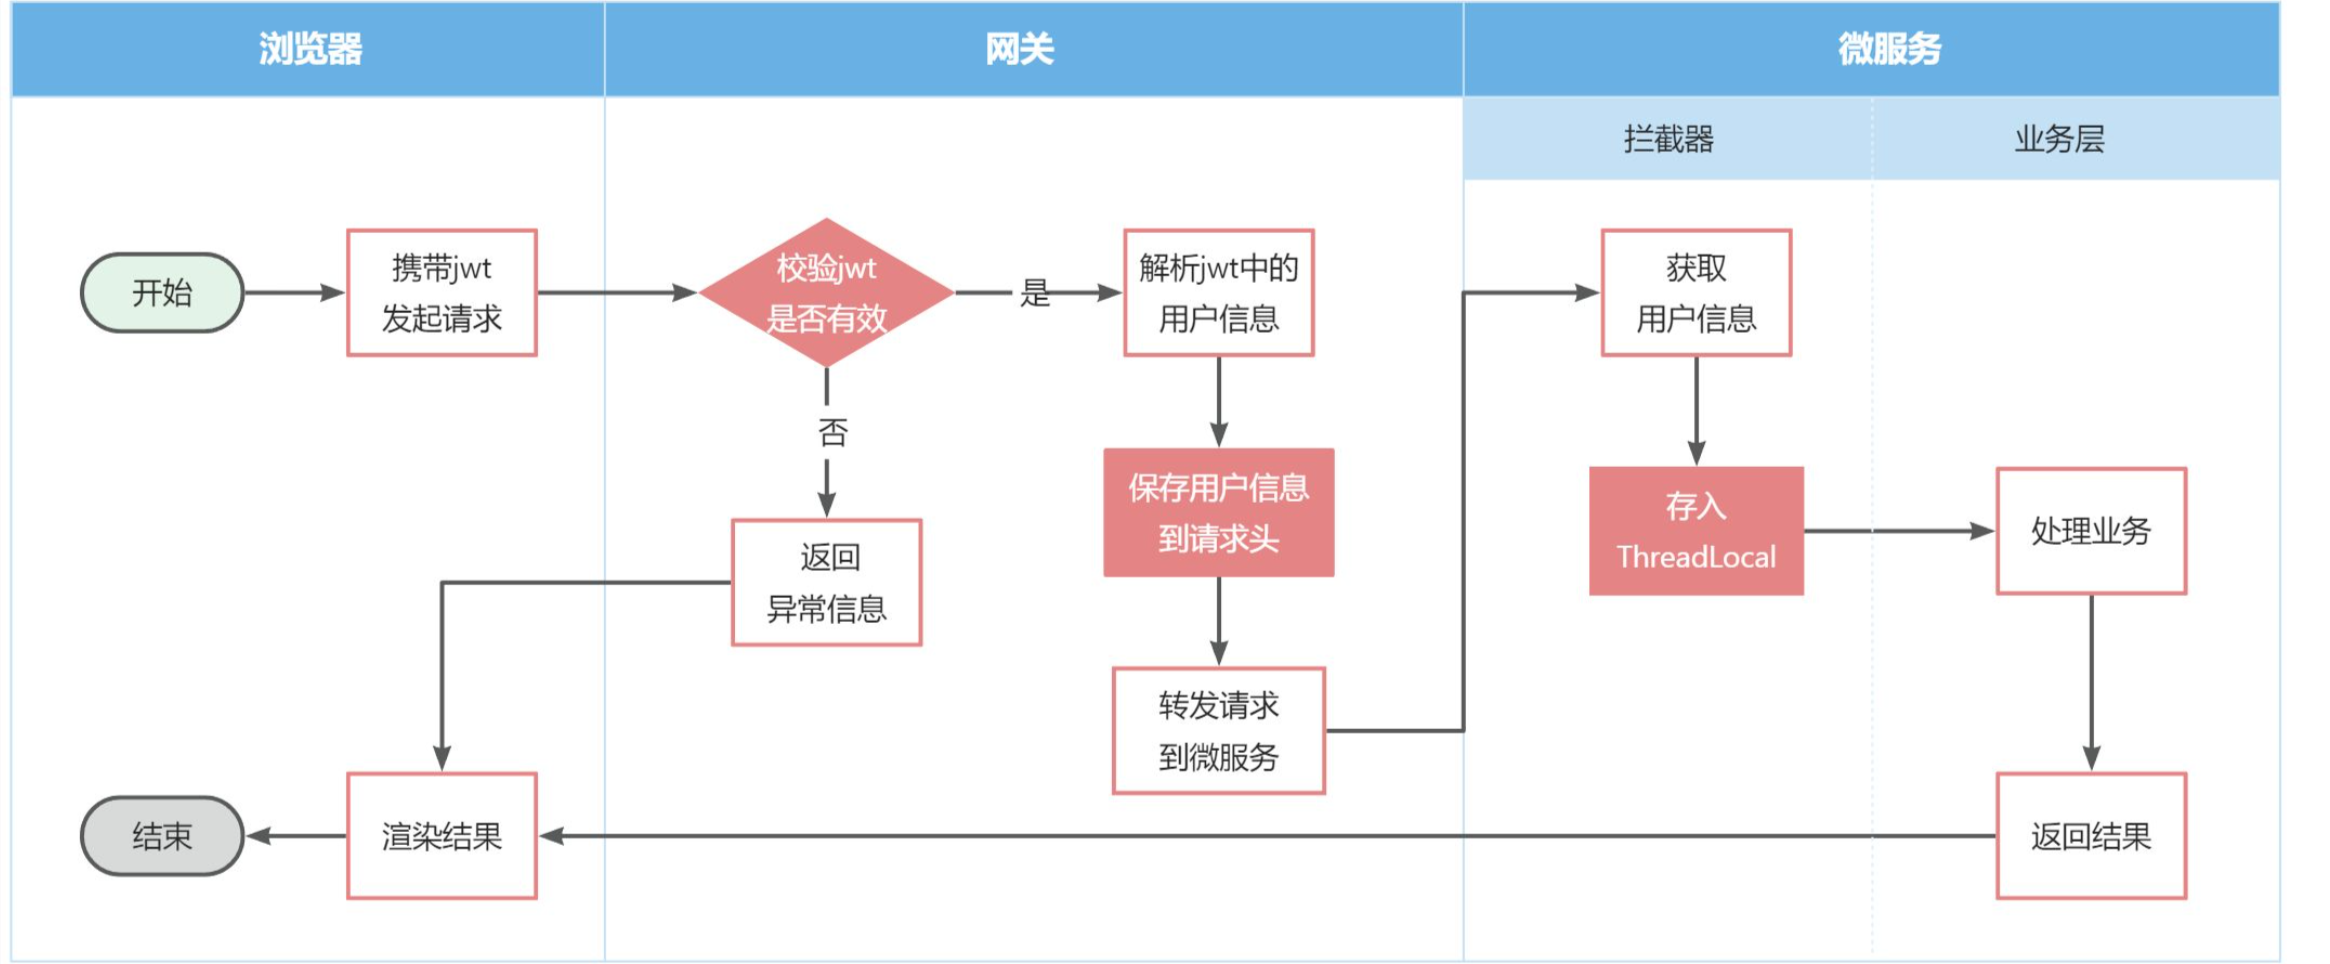 浏览器
网关
微服务
拦截器
业务层
开始
携带jwt
发起请求
校验jwt
是否有效
是
解析jwt中的
用户信息
获取
用户信息
否
保存用户信息
到请求头
存入
ThreadLocal
处理业务
返回
异常信息
转发请求
到微服务
结束
渲染结果
返回结果